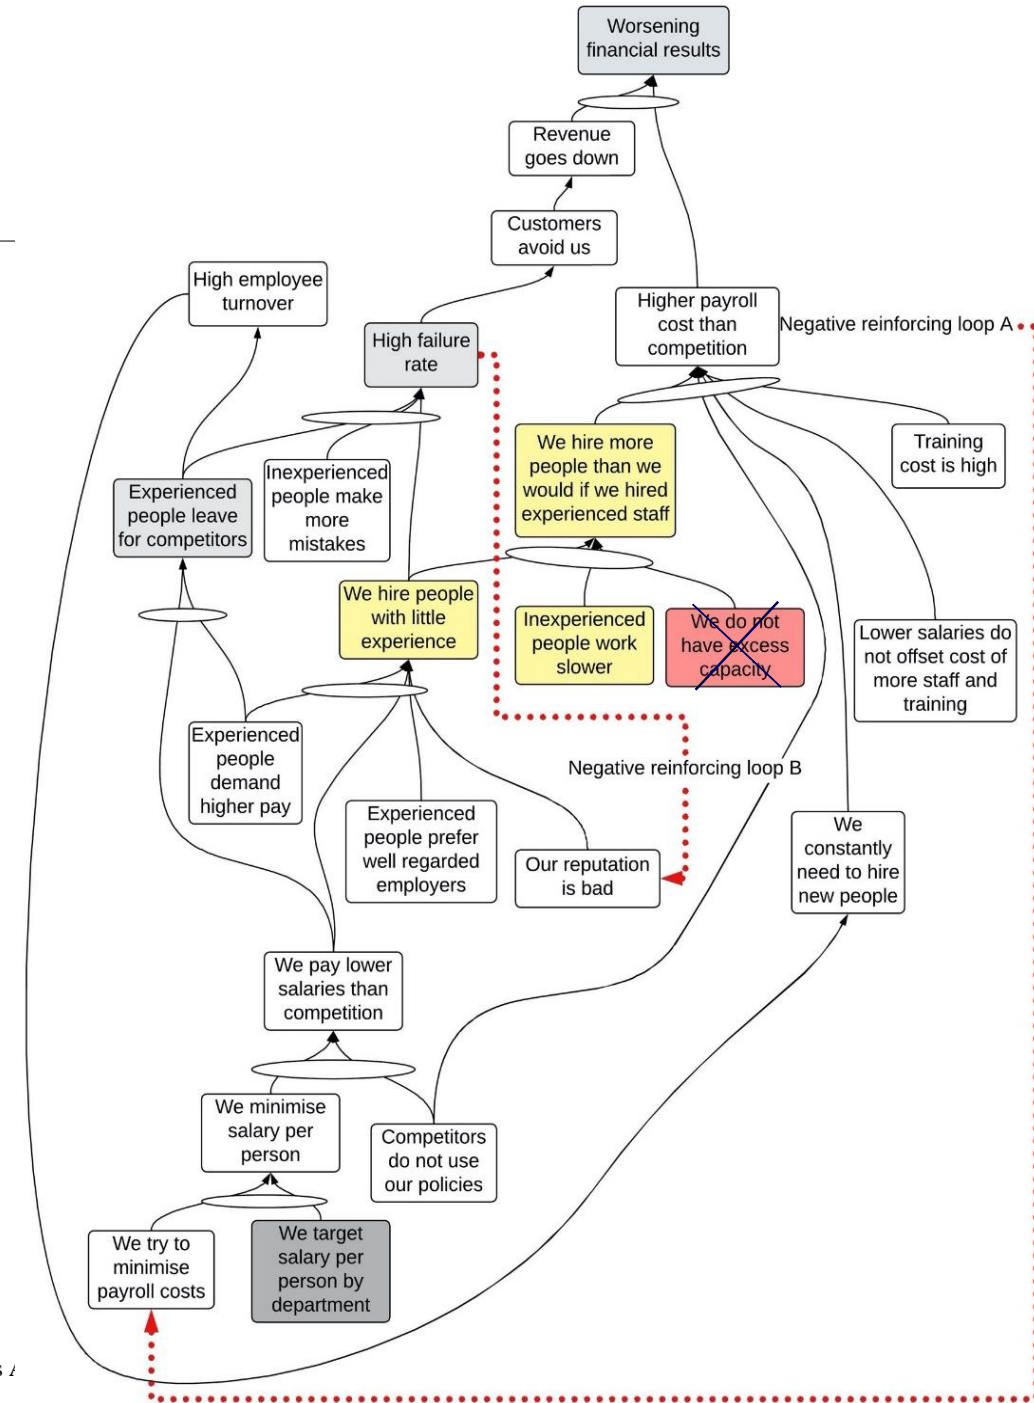 Worsening
financial results
Revenue
goes down
Customers
avoid us
High employee
turnover
Higher payroll
cost than
competition
Negative reinforcing loop A
High failure
rate
We hire more
people than we
would if we hired
experienced staff
Training
cost is high
Inexperienced
people make
more
mistakes
Experienced
people leave
for competitors
We hire people
with little
experience
Inexperienced
people work
slower
We do not
have excess
capacity
Lower salaries do
not offset cost of
more staff and
training
Experienced
people
demand
higher pay
Negative reinforcing loop B
Experienced
people prefer
well regarded
employers
Our reputation
is bad
We
constantly
need to hire
new people
We pay lower
salaries than
competition
We minimise
salary per
person
Competitors
do not use
our policies
We try to
minimise
payroll costs
We target
salary per
person by
department